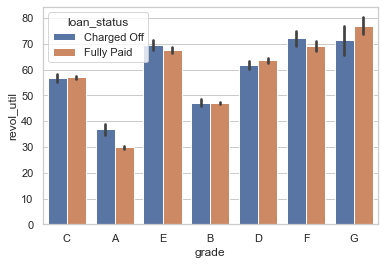 loan_status
Charged Off
Fully Paid
revol_util
80
70
60
50
40
30
20
10
0
C A E B D F G
grade